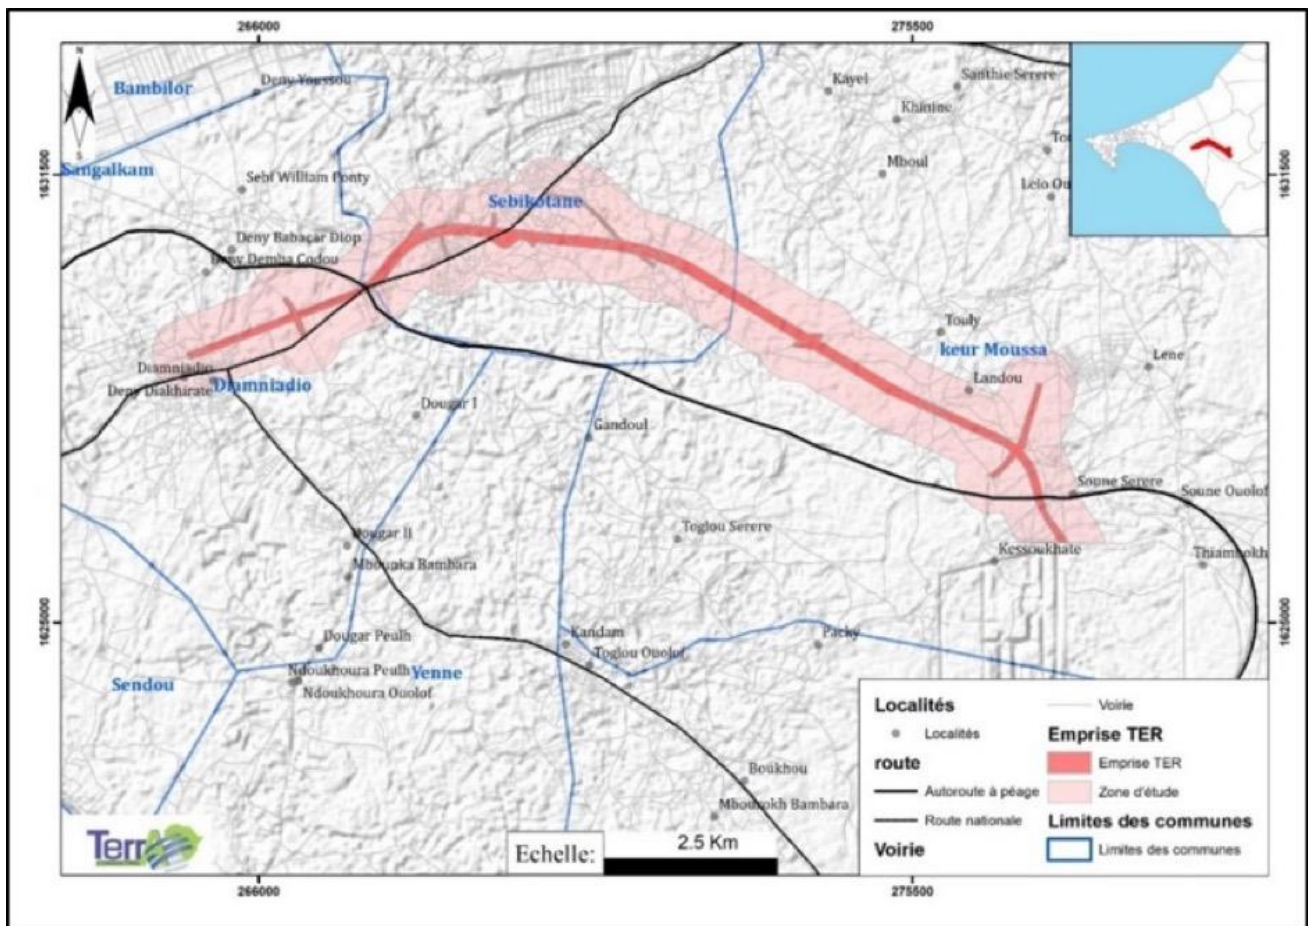 266000
275500
N
S
1631500
1631500
Bambilor
Deny Youssou
Kayel
Santhie Serere
Khinine
Sangalkam
Mboul
Sebi William Ponty
Sebikotane
Deny Babacar Diop
Deny Demba Codou
Touly
keur Moussa
Lene
Diamniadio
Landou
Deny Diakhirate
Diamniadio
Dougar I
Gandoul
Soune Serere
Soune Ouolof
Toglou Serere
Dougar II
Kessoukhate
Mbounka Bambara
1625000
1625000
Dougar Peulh
Kandam
Packy
Toglou Ouolof
Ndoukhoura Peulh
Yenne
Sendou
Ndoukhoura Ouolof
Boukhou
Mbourokh Bambara
Localités
Localités
route
Autoroute à péage
Route nationale
Voirie
Voirie
Emprise TER
Emprise TER
Zone d'étude
Limites des communes
Limites des communes
Terr
Echelle:
2.5 Km
266000
275500